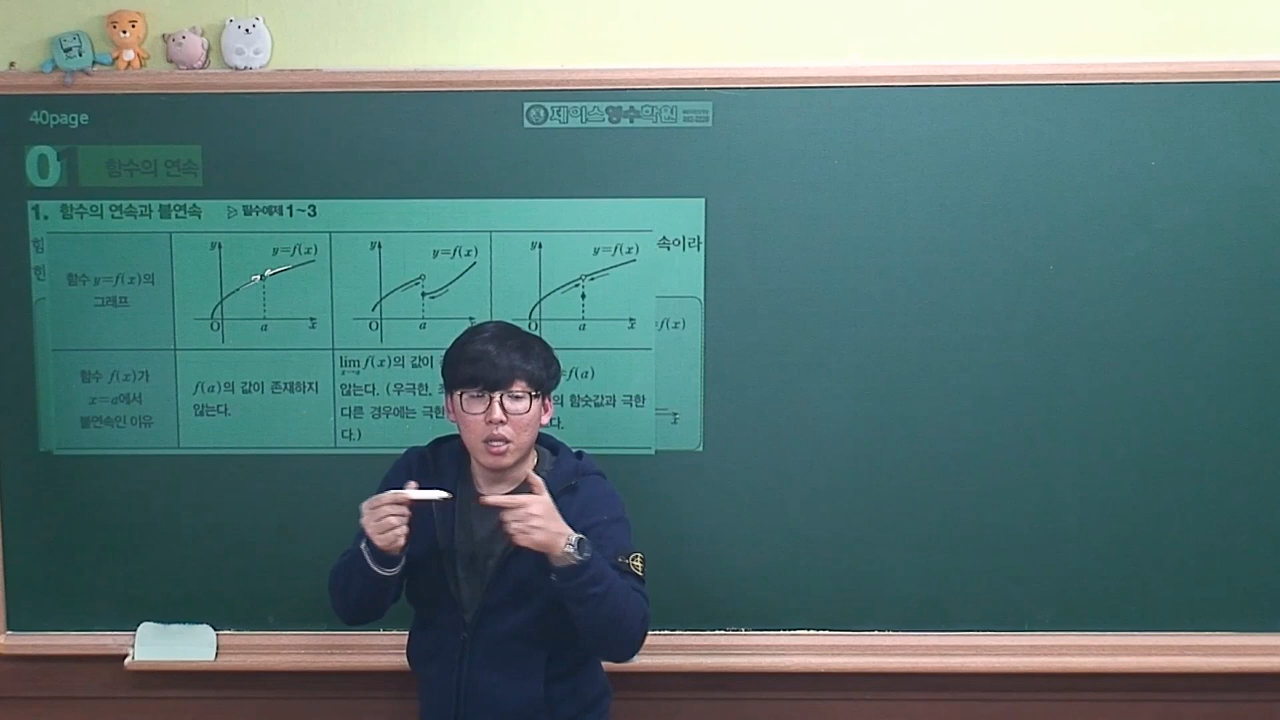 40page
제이스영수학원
01 함수의 연속
1. 함수의 연속과 불연속 ▷ 필수예제 1~3
속이라
함수 y=f(x)의
그래프
y
y=f(x)
O
a
x
y
y=f(x)
O
a
y
y=f(x)
O
a
x
f(x)
함수 f(x)가
x=a에서
불연속인 이유
f(a)의 값이 존재하지
않는다.
lim f(x)의 값이
않는다. (우극한,
다른 경우에는 극한
다.)
f(a)
의 함숫값과 극한
다.
x